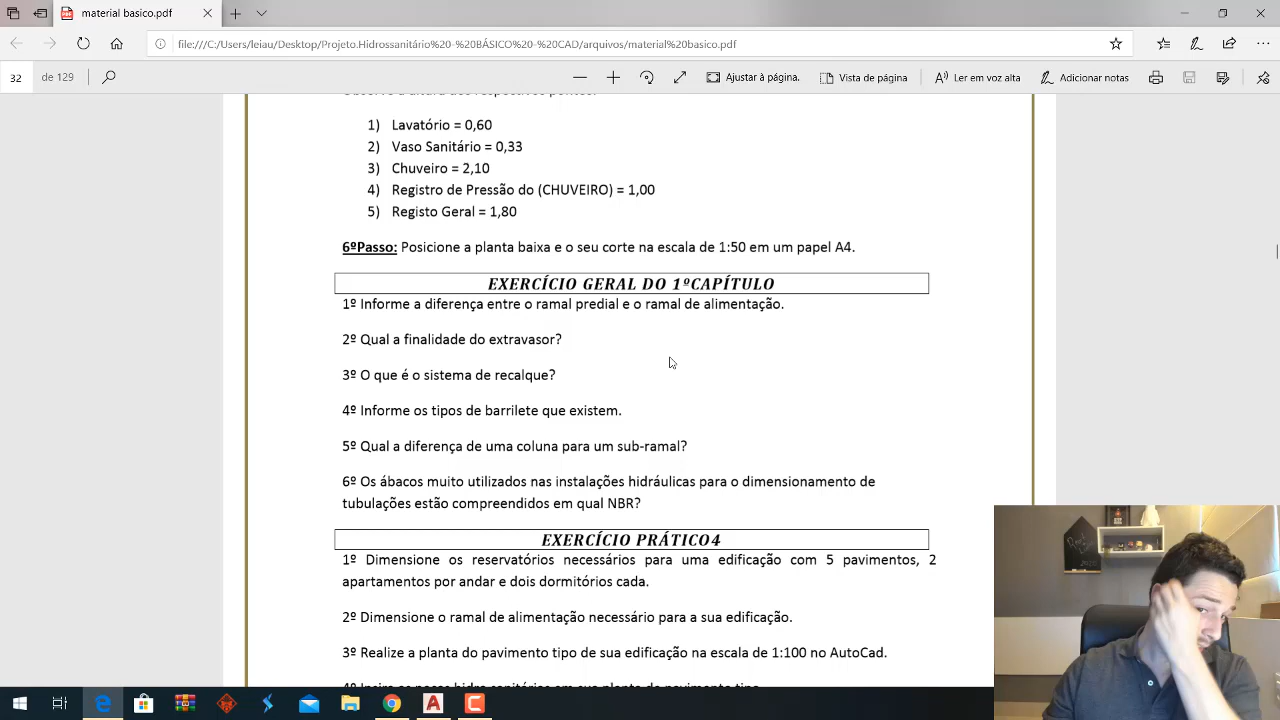 file:///C:/Users/leiau/Desktop/Projeto.Hidrossanitário%20-%20BÁSICO%20-%20CAD/arquivos/material%20basico.pdf
32 de 129
Ajustar à página
Exibição de página
Ler em voz alta
Adicionar notas
1) Lavatório = 0,60
2) Vaso Sanitário = 0,33
3) Chuveiro = 2,10
4) Registro de Pressão do (CHUVEIRO) = 1,00
5) Registo Geral = 1,80
6ºPasso: Posicione a planta baixa e o seu corte na escala de 1:50 em um papel A4.
EXERCÍCIO GERAL DO 1ºCAPÍTULO
1º Informe a diferença entre o ramal predial e o ramal de alimentação.
2º Qual a finalidade do extravasor?
3º O que é o sistema de recalque?
4º Informe os tipos de barrilete que existem.
5º Qual a diferença de uma coluna para um sub-ramal?
6º Os ábacos muito utilizados nas instalações hidráulicas para o dimensionamento de
tubulações estão compreendidos em qual NBR?
EXERCÍCIO PRÁTICO4
1º Dimensione os reservatórios necessários para uma edificação com 5 pavimentos, 2
apartamentos por andar e dois dormitórios cada.
2º Dimensione o ramal de alimentação necessário para a sua edificação.
3º Realize a planta do pavimento tipo de sua edificação na escala de 1:100 no AutoCad.